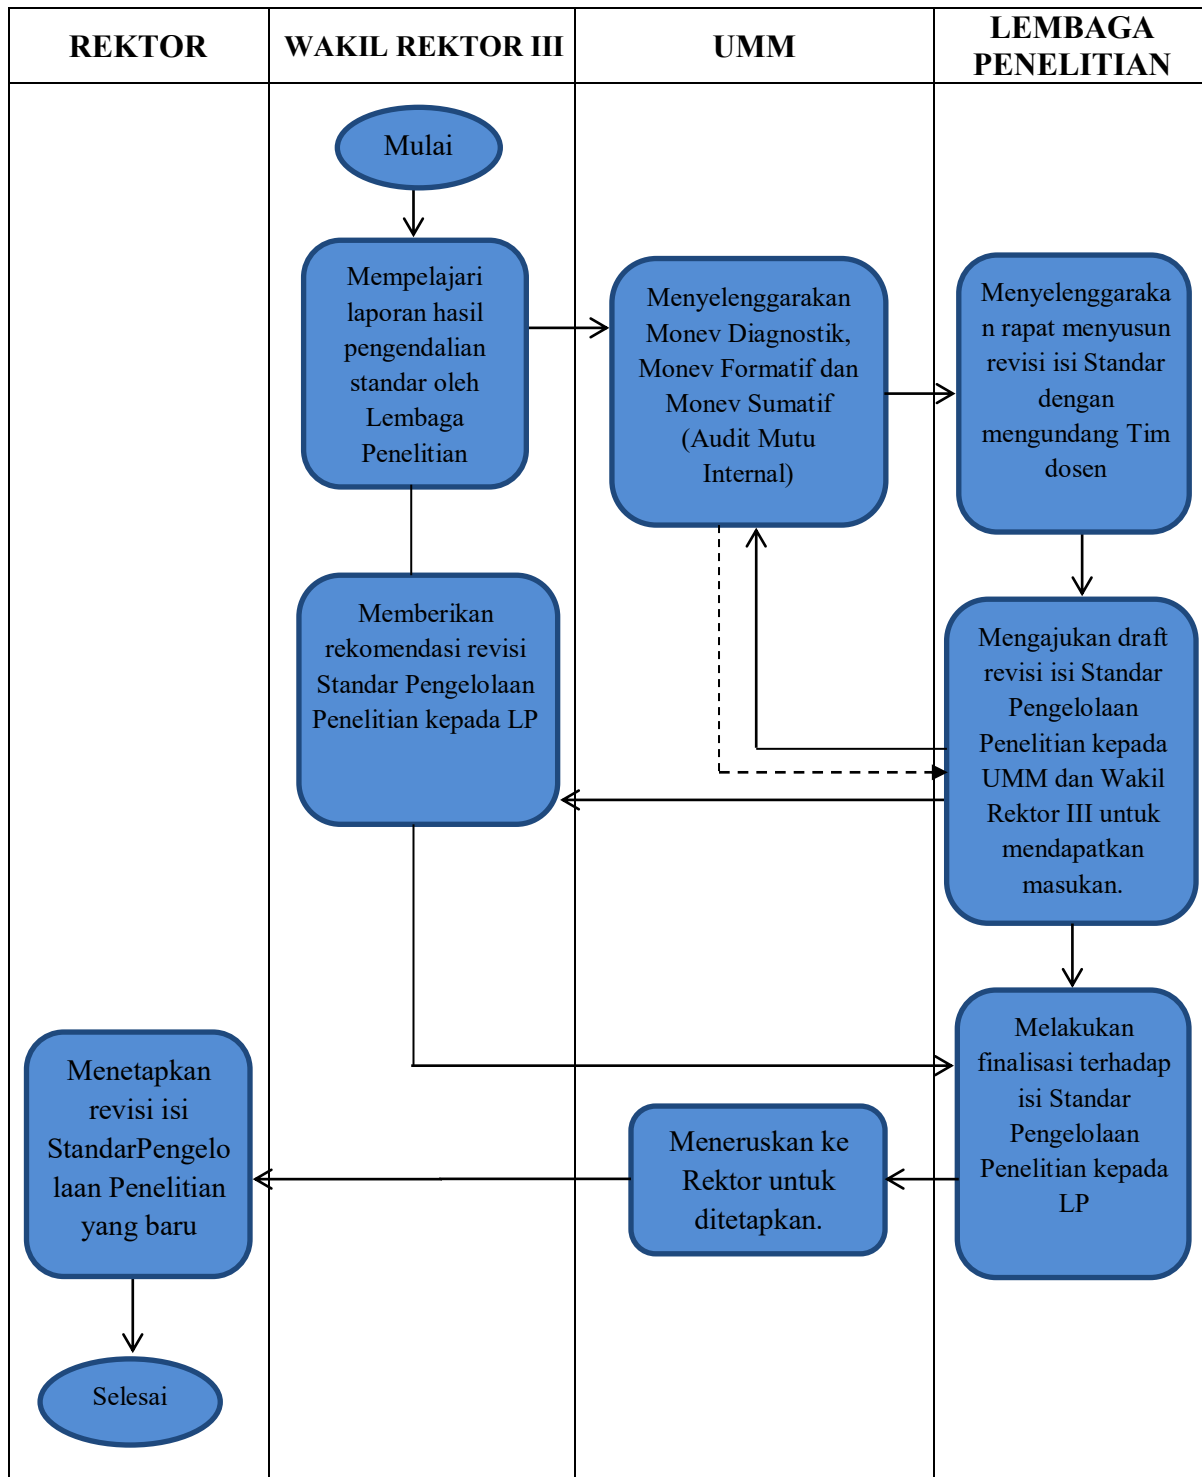 REKTOR
WAKIL REKTOR III
UMM
LEMBAGA
PENELITIAN
Mulai
Mempelajari
laporan hasil
pengendalian
standar oleh
Lembaga
Penelitian
Menyelenggarakan
Monev Diagnostik,
Monev Formatif dan
Monev Sumatif
(Audit Mutu
Internal)
Menyelenggaraka
n rapat menyusun
revisi isi Standar
dengan
mengundang Tim
dosen
Memberikan
rekomendasi revisi
Standar Pengelolaan
Penelitian kepada LP
Mengajukan draft
revisi isi Standar
Pengelolaan
Penelitian kepada
UMM dan Wakil
Rektor III untuk
mendapatkan
masukan.
Melakukan
finalisasi terhadap
isi Standar
Pengelolaan
Penelitian kepada
LP
Meneruskan ke
Rektor untuk
ditetapkan.
Menetapkan
revisi isi
StandarPengelo
laan Penelitian
yang baru
Selesai